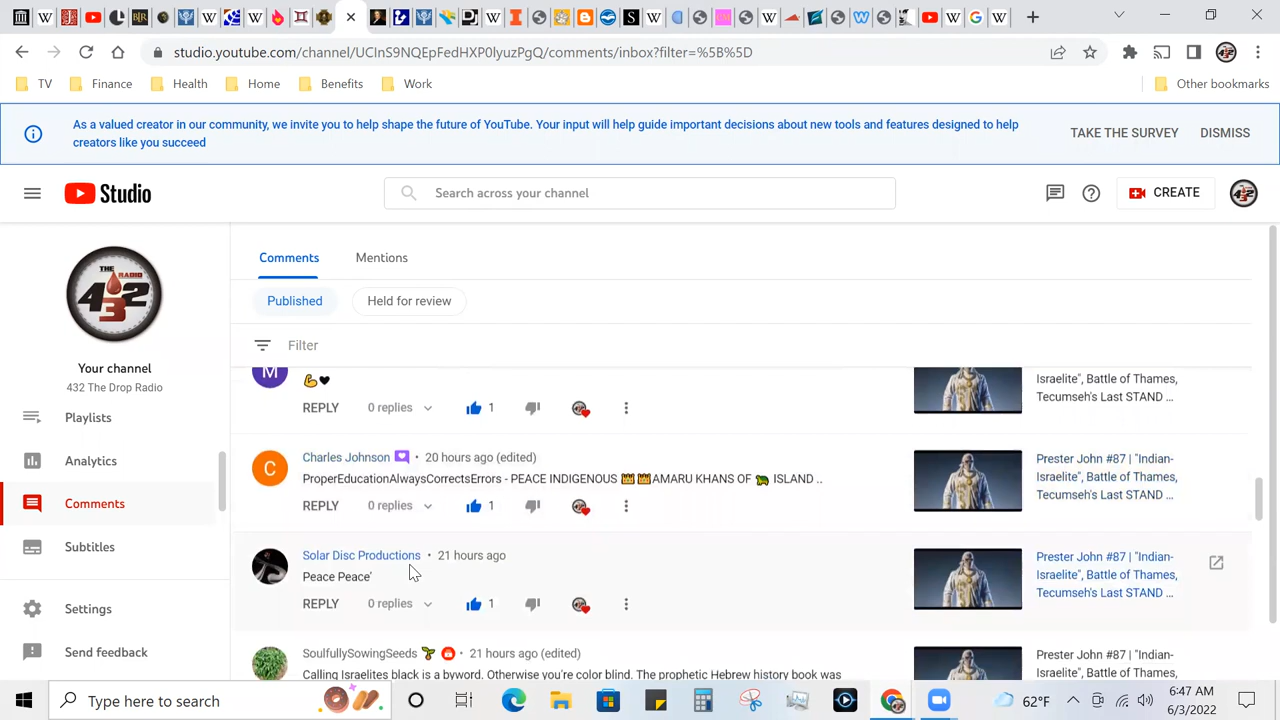 studio.youtube.com/channel/UCInS9NQEpFedHXP0lyuzPgQ/comments/inbox?filter=%5B%5D
TV
Finance
Health
Home
Benefits
Work
Other bookmarks
As a valued creator in our community, we invite you to help shape the future of YouTube. Your input will help guide important decisions about new tools and features designed to help
creators like you succeed
TAKE THE SURVEY
DISMISS
Studio
Search across your channel
CREATE
THE
432
RADIO
Your channel
432 The Drop Radio
Playlists
Analytics
Comments
Subtitles
Settings
Send feedback
Comments
Mentions
Published
Held for review
Filter
M
💪🖤
REPLY
0 replies
1
Israelite", Battle of Thames,
Tecumseh's Last STAND ...
C
Charles Johnson • 20 hours ago (edited)
ProperEducationAlwaysCorrectsErrors - PEACE INDIGENOUS 👑👑AMARU KHANS OF 🐢 ISLAND ..
REPLY
0 replies
1
Prester John #87 | "Indian-
Israelite", Battle of Thames,
Tecumseh's Last STAND ...
Solar Disc Productions • 21 hours ago
Peace Peace'
REPLY
0 replies
1
Prester John #87 | "Indian-
Israelite", Battle of Thames,
Tecumseh's Last STAND ...
SoulfullySowingSeeds • 21 hours ago (edited)
Calling Israelites black is a byword. Otherwise you're color blind. The prophetic Hebrew history book was
Prester John #87 | "Indian-
Israelite", Battle of Thames,
Type here to search
62°F
6:47 AM
6/3/2022